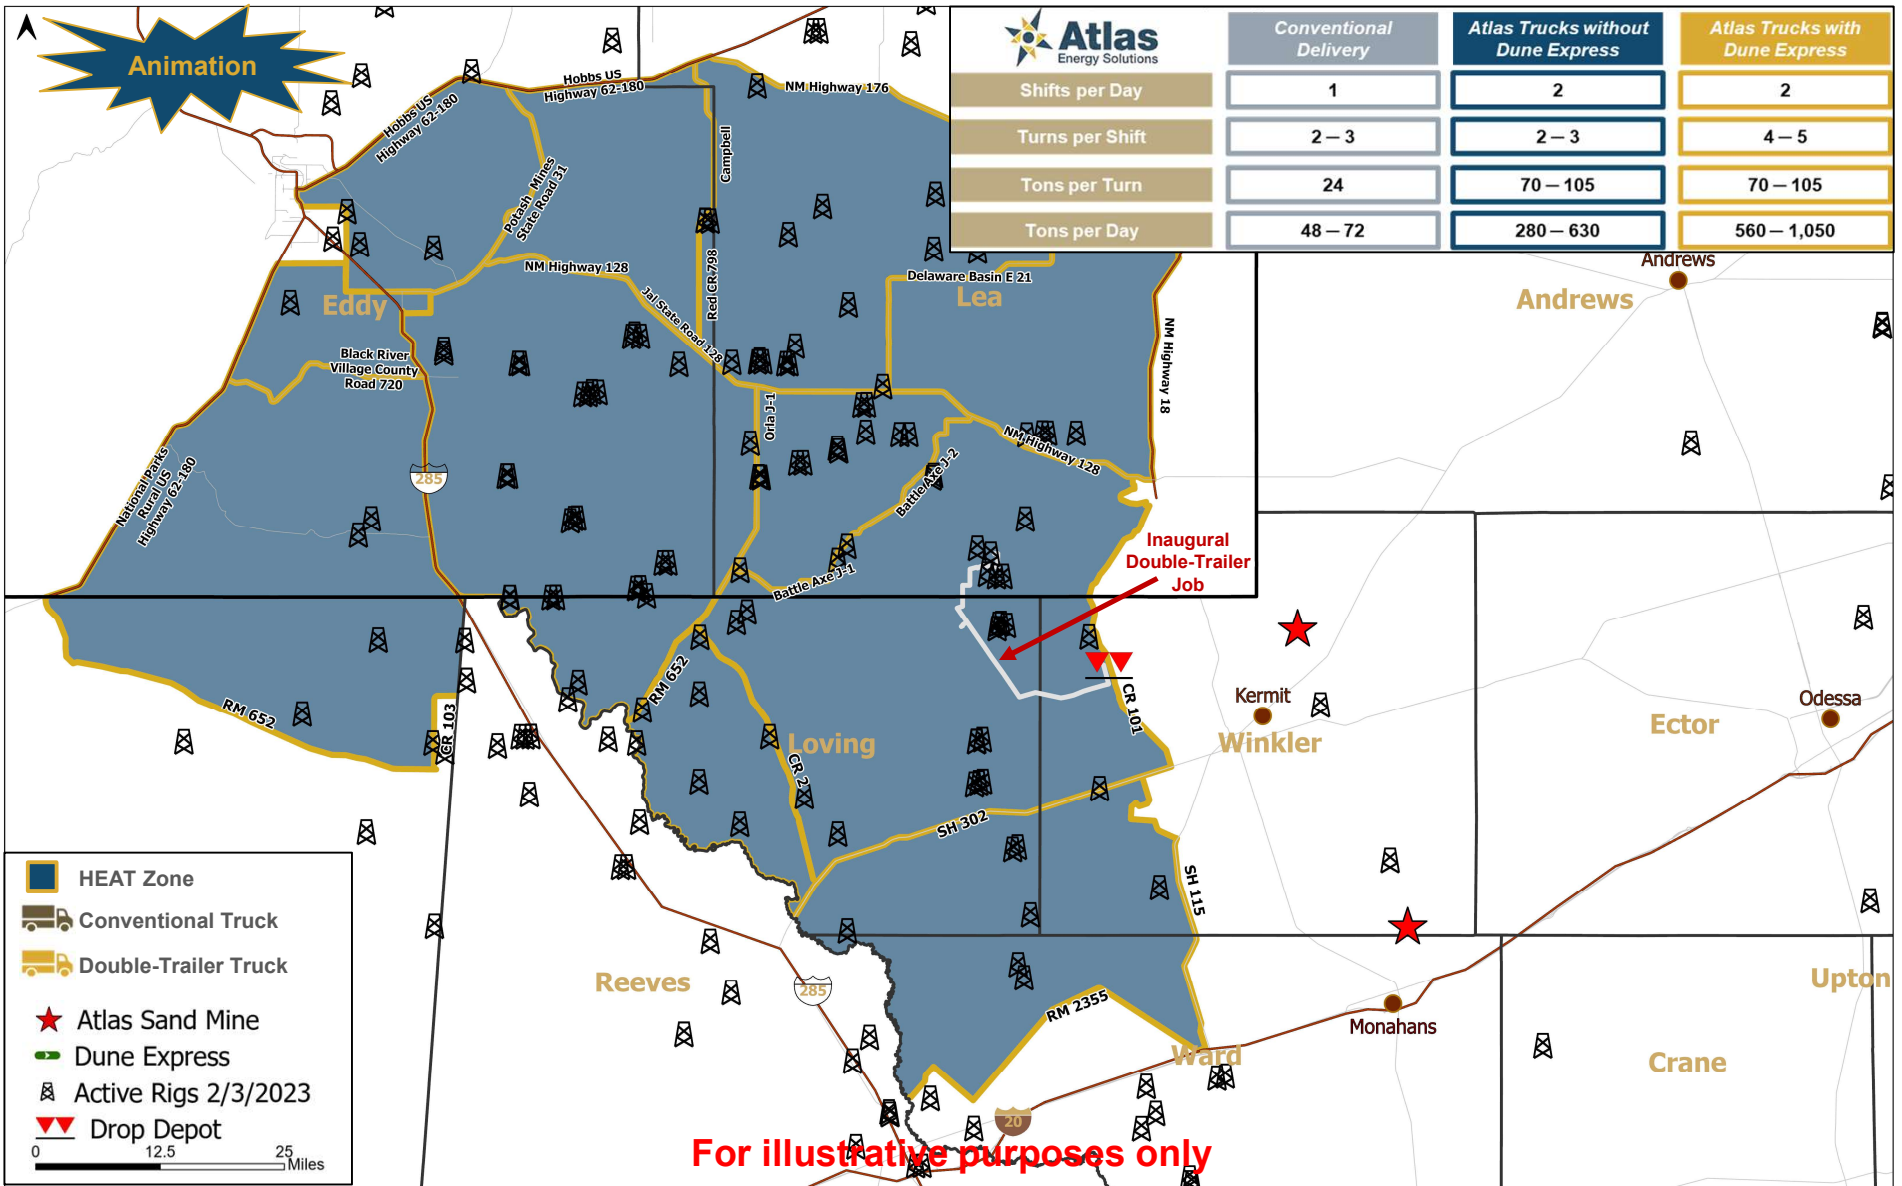 Animation
Atlas
Energy Solutions
Conventional
Delivery
Atlas Trucks without
Dune Express
Atlas Trucks with
Dune Express
Shifts per Day
1
2
2
Turns per Shift
2 – 3
2 – 3
4 – 5
Tons per Turn
24
70 – 105
70 – 105
Tons per Day
48 – 72
280 – 630
560 – 1,050
Hobbs US
Highway 62-180
Hobbs US
Highway 62-180
NM Highway 176
Campbell
Potash Mines
State Road 31
NM Highway 128
Red CR-798
Jal State Road 128
Delaware Basin E 21
Lea
Eddy
Andrews
Andrews
NM Highway 18
Black River
Village County
Road 720
Orla J-1
NM Highway 128
Battle Axe J-2
National Parks
Rural US
Highway 62-180
285
Inaugural
Double-Trailer
Job
Battle Axe J-1
RM 652
RM 652
CR 103
CR 101
Kermit
Winkler
Odessa
Ector
Loving
CR 2
SH 302
SH 115
HEAT Zone
Conventional Truck
Double-Trailer Truck
Atlas Sand Mine
Dune Express
Active Rigs 2/3/2023
Drop Depot
0
12.5
25
Miles
Reeves
285
RM 2355
Ward
Monahans
Upton
Crane
20
For illustrative purposes only